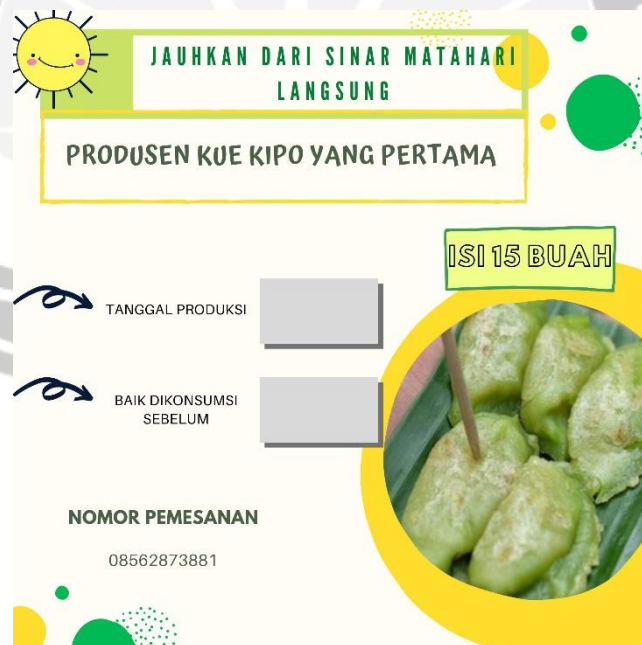 JAUHKAN DARI SINAR MATAHARI
LANGSUNG
PRODUSEN KUE KIPO YANG PERTAMA
ISI 15 BUAH
TANGGAL PRODUKSI
BAIK DIKONSUMSI
SEBELUM
NOMOR PEMESANAN
08562873881